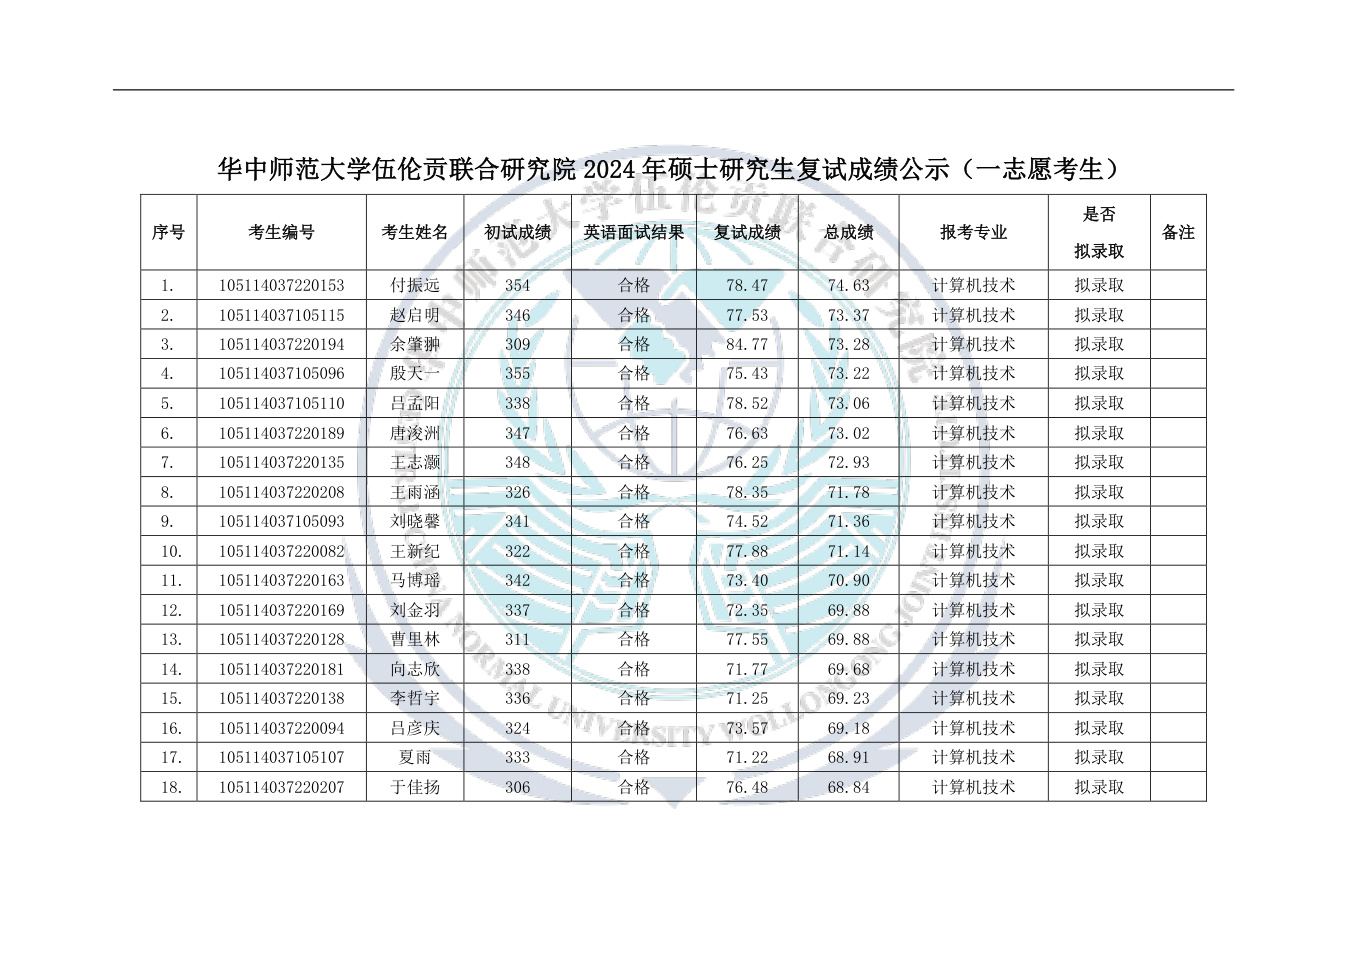 华中师范大学伍伦贡联合研究院 2024 年硕士研究生复试成绩公示（一志愿考生）
序号 考生编号 考生姓名 初试成绩 英语面试结果 复试成绩 总成绩 报考专业 是否拟录取 备注
1. 105114037220153 付振远 354 合格 78.47 74.63 计算机技术 拟录取
2. 105114037105115 赵启明 346 合格 77.53 73.37 计算机技术 拟录取
3. 105114037220194 余肇翀 309 合格 84.77 73.28 计算机技术 拟录取
4. 105114037105096 殷天一 355 合格 75.43 73.22 计算机技术 拟录取
5. 105114037105110 吕孟阳 338 合格 78.52 73.06 计算机技术 拟录取
6. 105114037220189 唐浚洲 347 合格 76.63 73.02 计算机技术 拟录取
7. 105114037220135 王志灏 348 合格 76.25 72.93 计算机技术 拟录取
8. 105114037220208 王雨涵 326 合格 78.35 71.78 计算机技术 拟录取
9. 105114037105093 刘晓馨 341 合格 74.52 71.36 计算机技术 拟录取
10. 105114037220082 王新纪 322 合格 77.88 71.14 计算机技术 拟录取
11. 105114037220163 马博瑶 342 合格 73.40 70.90 计算机技术 拟录取
12. 105114037220169 刘金羽 337 合格 72.35 69.88 计算机技术 拟录取
13. 105114037220128 曹里林 311 合格 77.55 69.88 计算机技术 拟录取
14. 105114037220181 向志欣 338 合格 71.77 69.68 计算机技术 拟录取
15. 105114037220138 李哲宇 336 合格 71.25 69.23 计算机技术 拟录取
16. 105114037220094 吕彦庆 324 合格 73.57 69.18 计算机技术 拟录取
17. 105114037105107 夏雨 333 合格 71.22 68.91 计算机技术 拟录取
18. 105114037220207 于佳扬 306 合格 76.48 68.84 计算机技术 拟录取